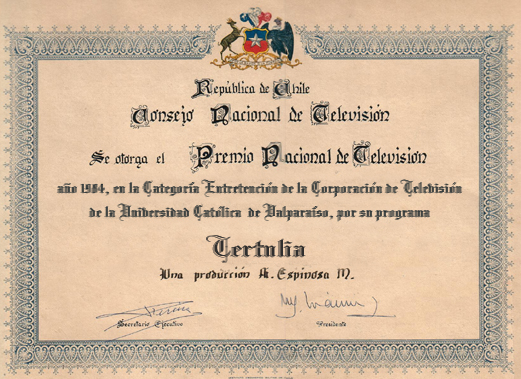 República de Chile
Consejo Nacional de Televisión
Se otorga el Premio Nacional de Televisión
año 1984, en la Categoría Entretención de la Corporación de Televisión
de la Universidad Católica de Valparaíso, por su programa
Tertulia
Una producción A. Espinosa M.
Secretario Ejecutivo Presidente